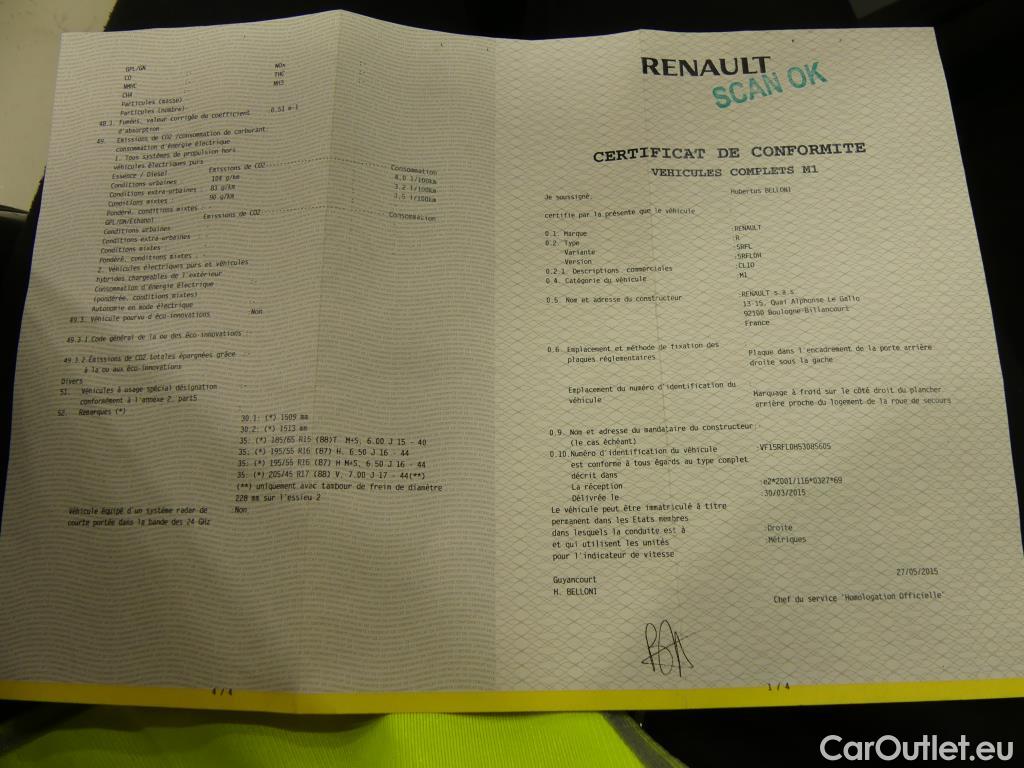 GPL/GN
NOx
CO
THC
NMHC
NH3
CH4
Particules (masse)
Particules (nombre)
48.1. Fumées, valeur corrigée du coefficient :0.51 m-1
d'absorption
49. Emissions de CO2 /consommation de carburant/
consommation d'énergie électrique
1. Tous systèmes de propulsion hors
véhicules électriques purs
Essence / Diesel Emissions de CO2 Consommation
Conditions urbaines : 104 g/km 4.0 l/100km
Conditions extra-urbaines : 83 g/km 3.2 l/100km
Conditions mixtes : 90 g/km 3.5 l/100km
Pondéré, conditions mixtes :
GPL/GN/Ethanol Emissions de CO2 Consommation
Conditions urbaines
Conditions extra-urbaines :
Conditions mixtes :
Pondéré, conditions mixtes :
2. Véhicules électriques purs et véhicules
hybrides chargeables de l'extérieur
Consommation d'énergie électrique
(pondérée, conditions mixtes)
Autonomie en mode électrique
49.3. Véhicule pourvu d'éco-innovations :Non
49.3.1 Code général de la ou des éco-innovations :
49.3.2 Emissions de CO2 totales épargnées grâce
à la ou aux éco-innovations
Divers
51. Véhicules à usage spécial désignation
conformément à l'annexe 2, part5
52. Remarques (*)
30.1: (*) 1509 mm
30.2: (*) 1513 mm
35: (*) 185/65 R15 (88)T M+S, 6.00 J 15 - 40
35: (*) 195/55 R16 (87) H, 6.50 J 16 - 44
35: (*) 195/55 R16 (87) H M+S, 6.50 J 16 - 44
35: (*) 205/45 R17 (88) V, 7.00 J 17 - 44(**)
(**) uniquement avec tambour de frein de diamètre
228 mm sur l'essieu 2
Véhicule équipé d'un système radar de :Non
courte portée dans la bande des 24 GHz
4 / 4
RENAULT
SCAN OK
CERTIFICAT DE CONFORMITE
VEHICULES COMPLETS M1
Je soussigné, Hubertus BELLONI
certifie par la présente que le véhicule
0.1. Marque :RENAULT
0.2. Type :R
Variante :5RFL
Version :5RFLOH
0.2.1. Descriptions commerciales :CLIO
0.4. Catégorie du véhicule :M1
0.5. Nom et adresse du constructeur :RENAULT s.a.s
13-15, Quai Alphonse Le Gallo
92100 Boulogne-Billancourt
France
0.6. Emplacement et méthode de fixation des
plaques réglementaires
Plaque dans l'encadrement de la porte arrière
droite sous la gache
Emplacement du numéro d'identification du
véhicule
Marquage à froid sur le côté droit du plancher
arrière proche du logement de la roue de secours
0.9. Nom et adresse du mandataire du constructeur:
(le cas échéant)
0.10.Numéro d'identification du véhicule :VF15RFL0H53085605
est conforme à tous égards au type complet
décrit dans
La réception :e2*2001/116*0327*69
Délivrée le :30/03/2015
Le véhicule peut être immatriculé à titre
permanent dans les Etats membres
dans lesquels la conduite est à :Droite
et qui utilisent les unités :Métriques
pour l'indicateur de vitesse
Guyancourt 27/05/2015
H. BELLONI Chef du service 'Homologation Officielle'
1 / 4
CarOutlet.eu